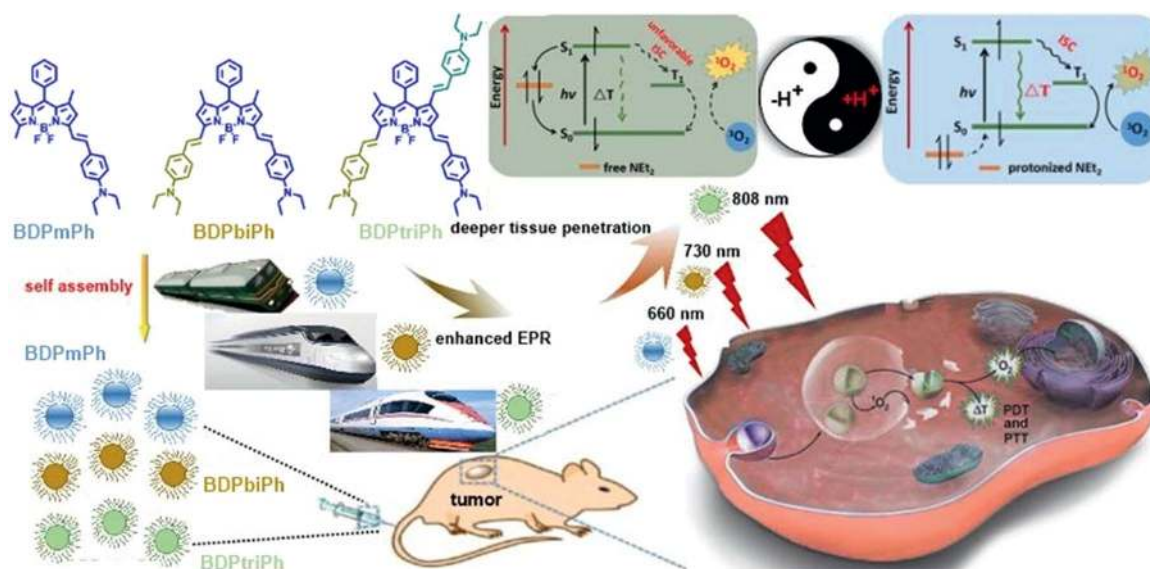 N
N
B
F F
N
BDPmPh
N
N
B
F F
N
N
BDPbiPh
N
N
N
B
F F
N
N
BDPtriPh
Energy
S₁
unfavorable
ISC
¹O₂
T₁
hν
ΔT
S₀
³O₂
free NEt₂
-H⁺
+H⁺
Energy
S₁
ISC
¹O₂
T₁
hν
ΔT
S₀
³O₂
protonized NEt₂
deeper tissue penetration
808 nm
730 nm
660 nm
self assembly
enhanced EPR
BDPmPh
BDPbiPh
BDPtriPh
tumor
¹O₂
¹O₂
ΔT
PDT
and
PTT